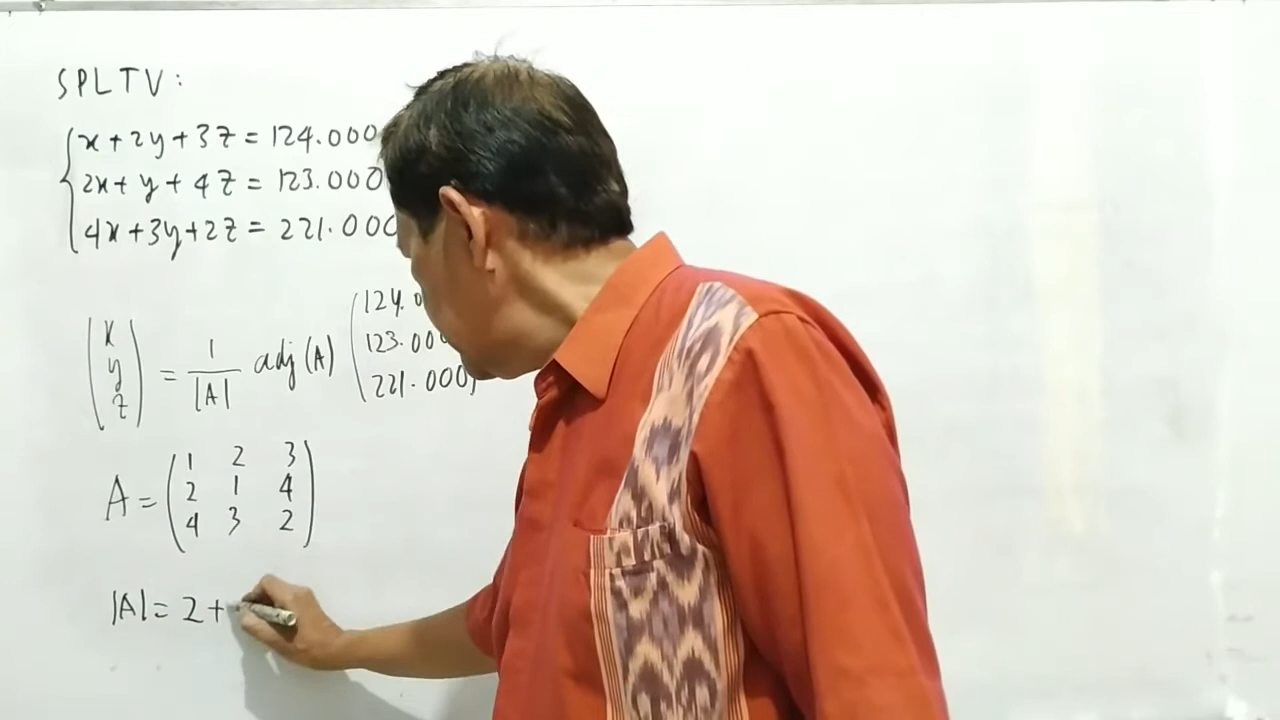 SPLTV:
x + 2y + 3z = 124.000
2x + y + 4z = 123.000
4x + 3y + 2z = 221.000
x
y
z
= 1 / |A| adj (A)
124.0
123.000
221.000
A = 
1 2 3
2 1 4
4 3 2
|A| = 2 +